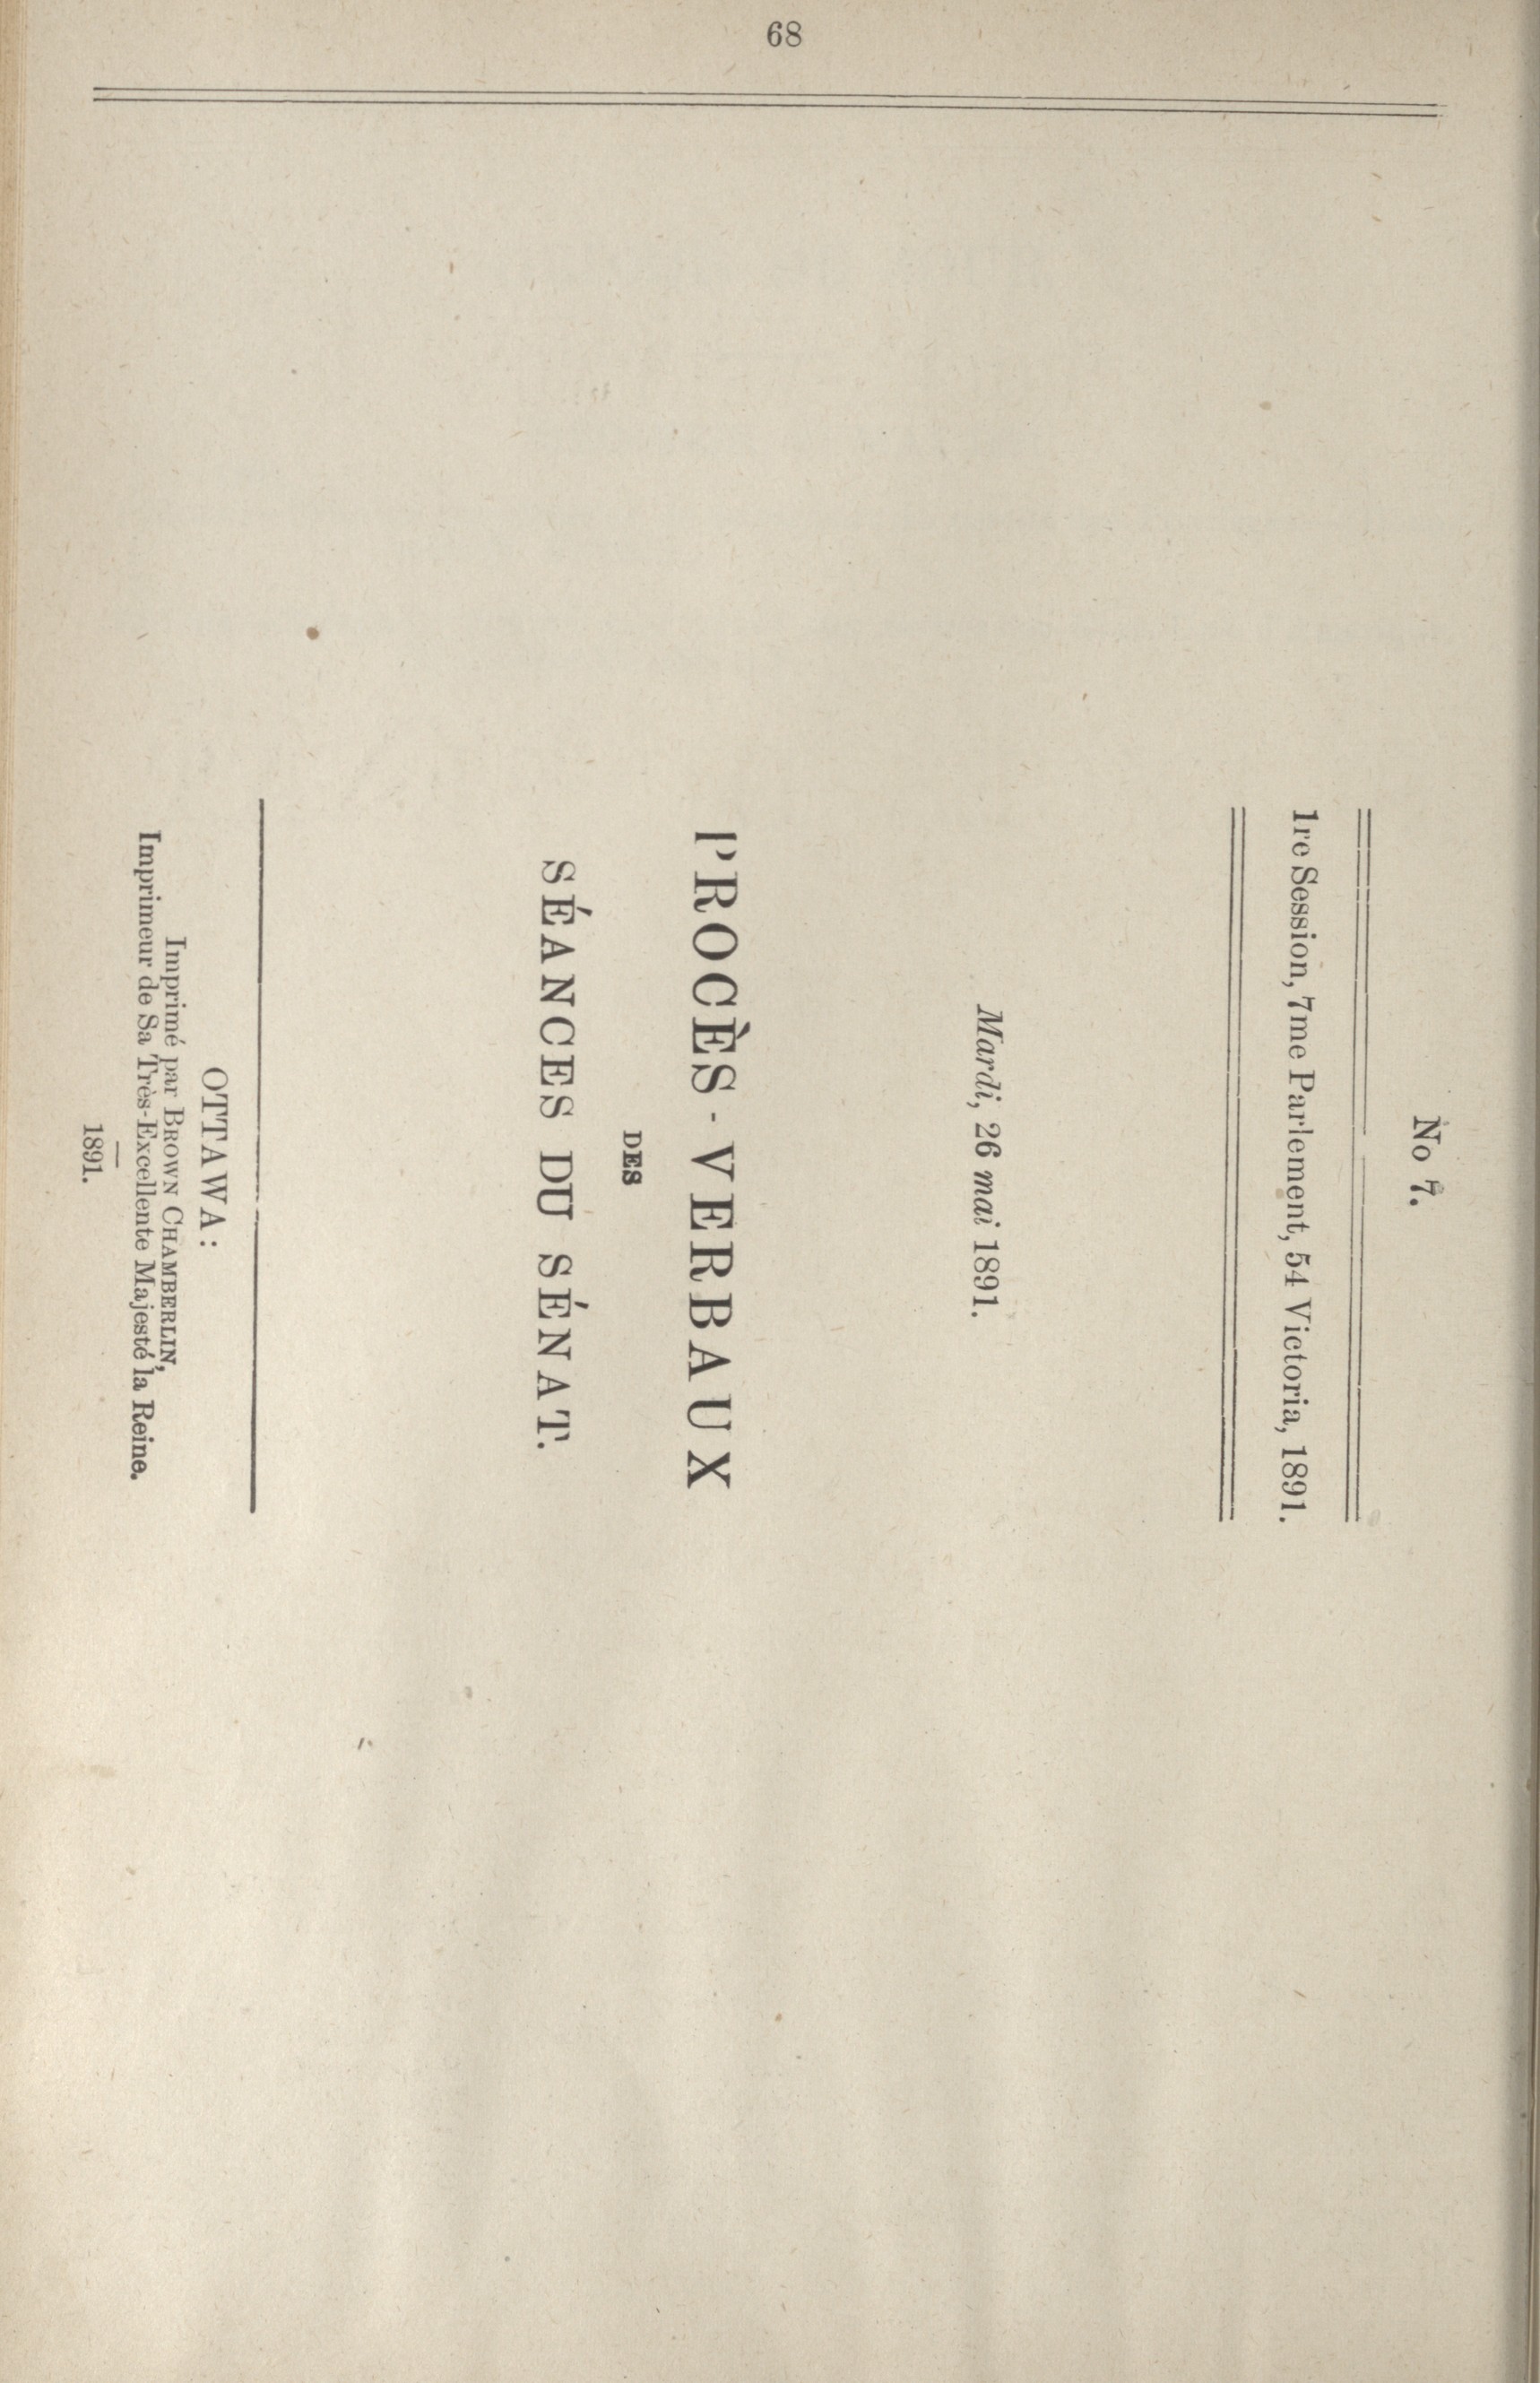 68
No 7.
1re Session, 7me Parlement, 54 Victoria, 1891.
Mardi, 26 mai 1891.
PROCÈS-VERBAUX
DES
SÉANCES DU SÉNAT.
OTTAWA:
Imprimé par BROWN CHAMBERLIN,
Imprimeur de Sa Très-Excellente Majesté la Reine.
1891.